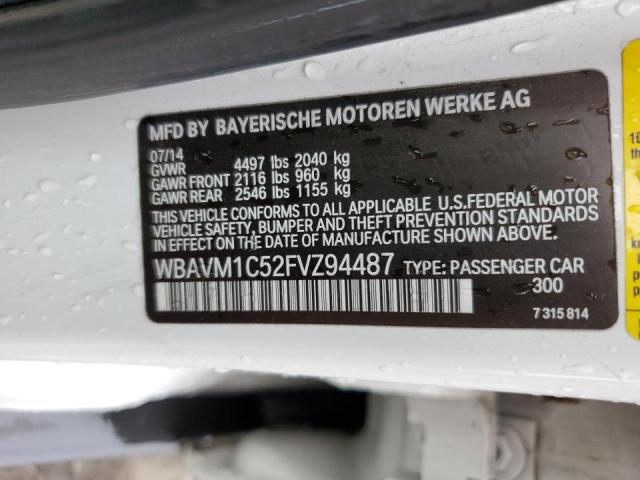 MFD BY BAYERISCHE MOTOREN WERKE AG
07/14
GVWR 4497 lbs 2040 kg
GAWR FRONT 2116 lbs 960 kg
GAWR REAR 2546 lbs 1155 kg
THIS VEHICLE CONFORMS TO ALL APPLICABLE U.S.FEDERAL MOTOR
VEHICLE SAFETY, BUMPER AND THEFT PREVENTION STANDARDS
IN EFFECT ON THE DATE OF MANUFACTURE SHOWN ABOVE.
WBAVM1C52FVZ94487 TYPE: PASSENGER CAR
300
7 315 814